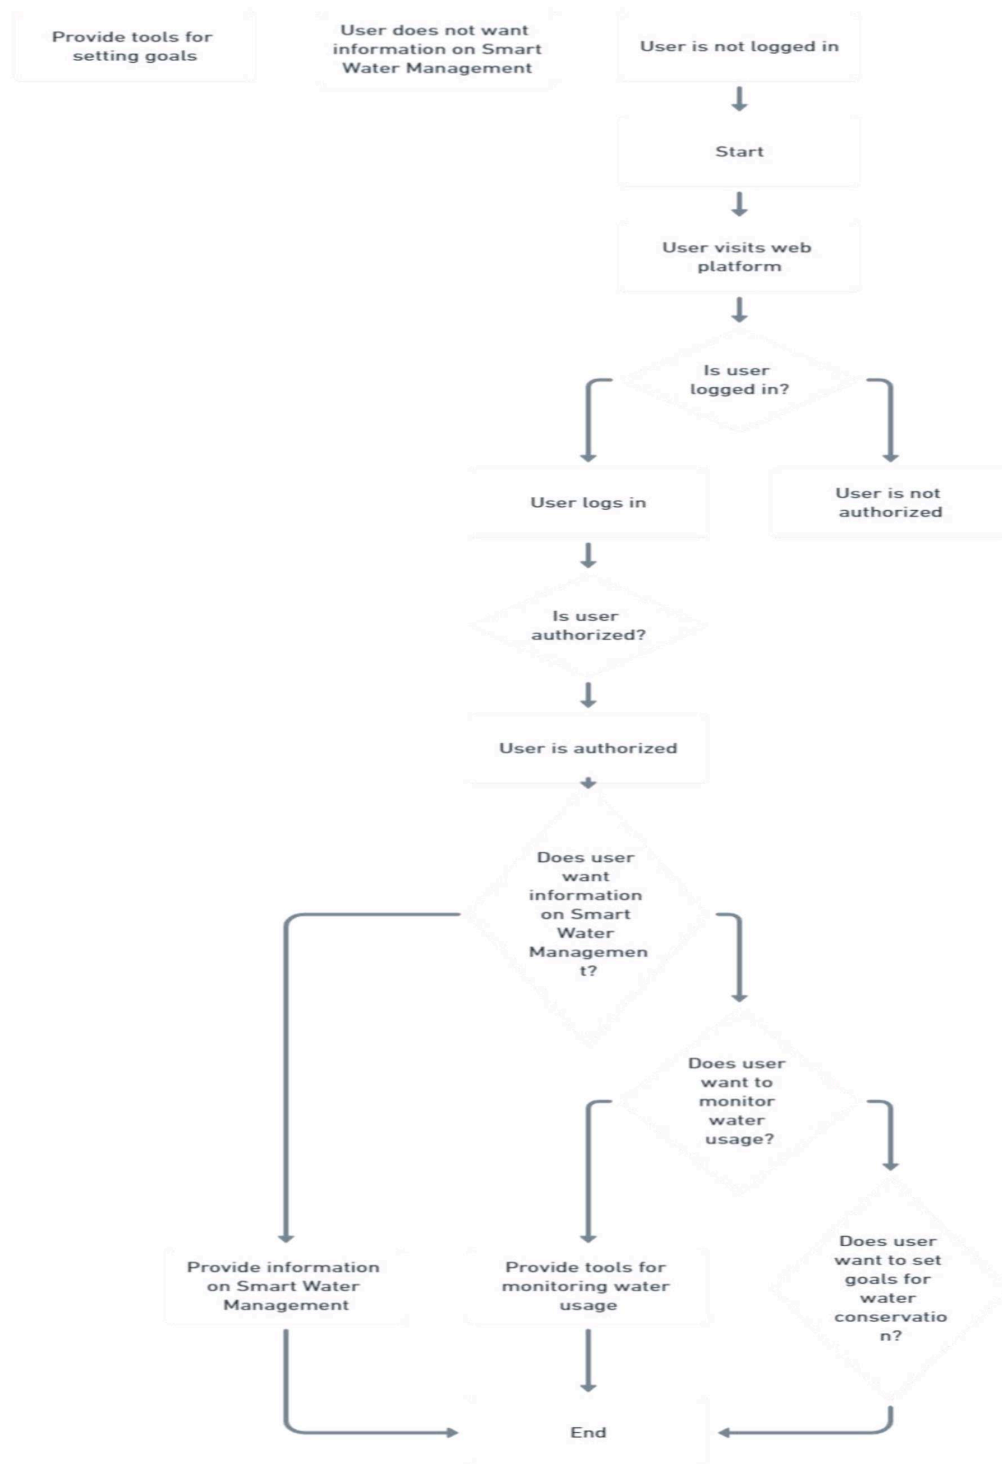 Provide tools for
setting goals
User does not want
information on Smart
Water Management
User is not logged in
Start
User visits web
platform
Is user
logged in?
User logs in
User is not
authorized
Is user
authorized?
User is authorized
Does user
want
information
on Smart
Water
Managemen
t?
Does user
want to
monitor
water
usage?
Provide information
on Smart Water
Management
Provide tools for
monitoring water
usage
Does user
want to set
goals for
water
conservatio
n?
End